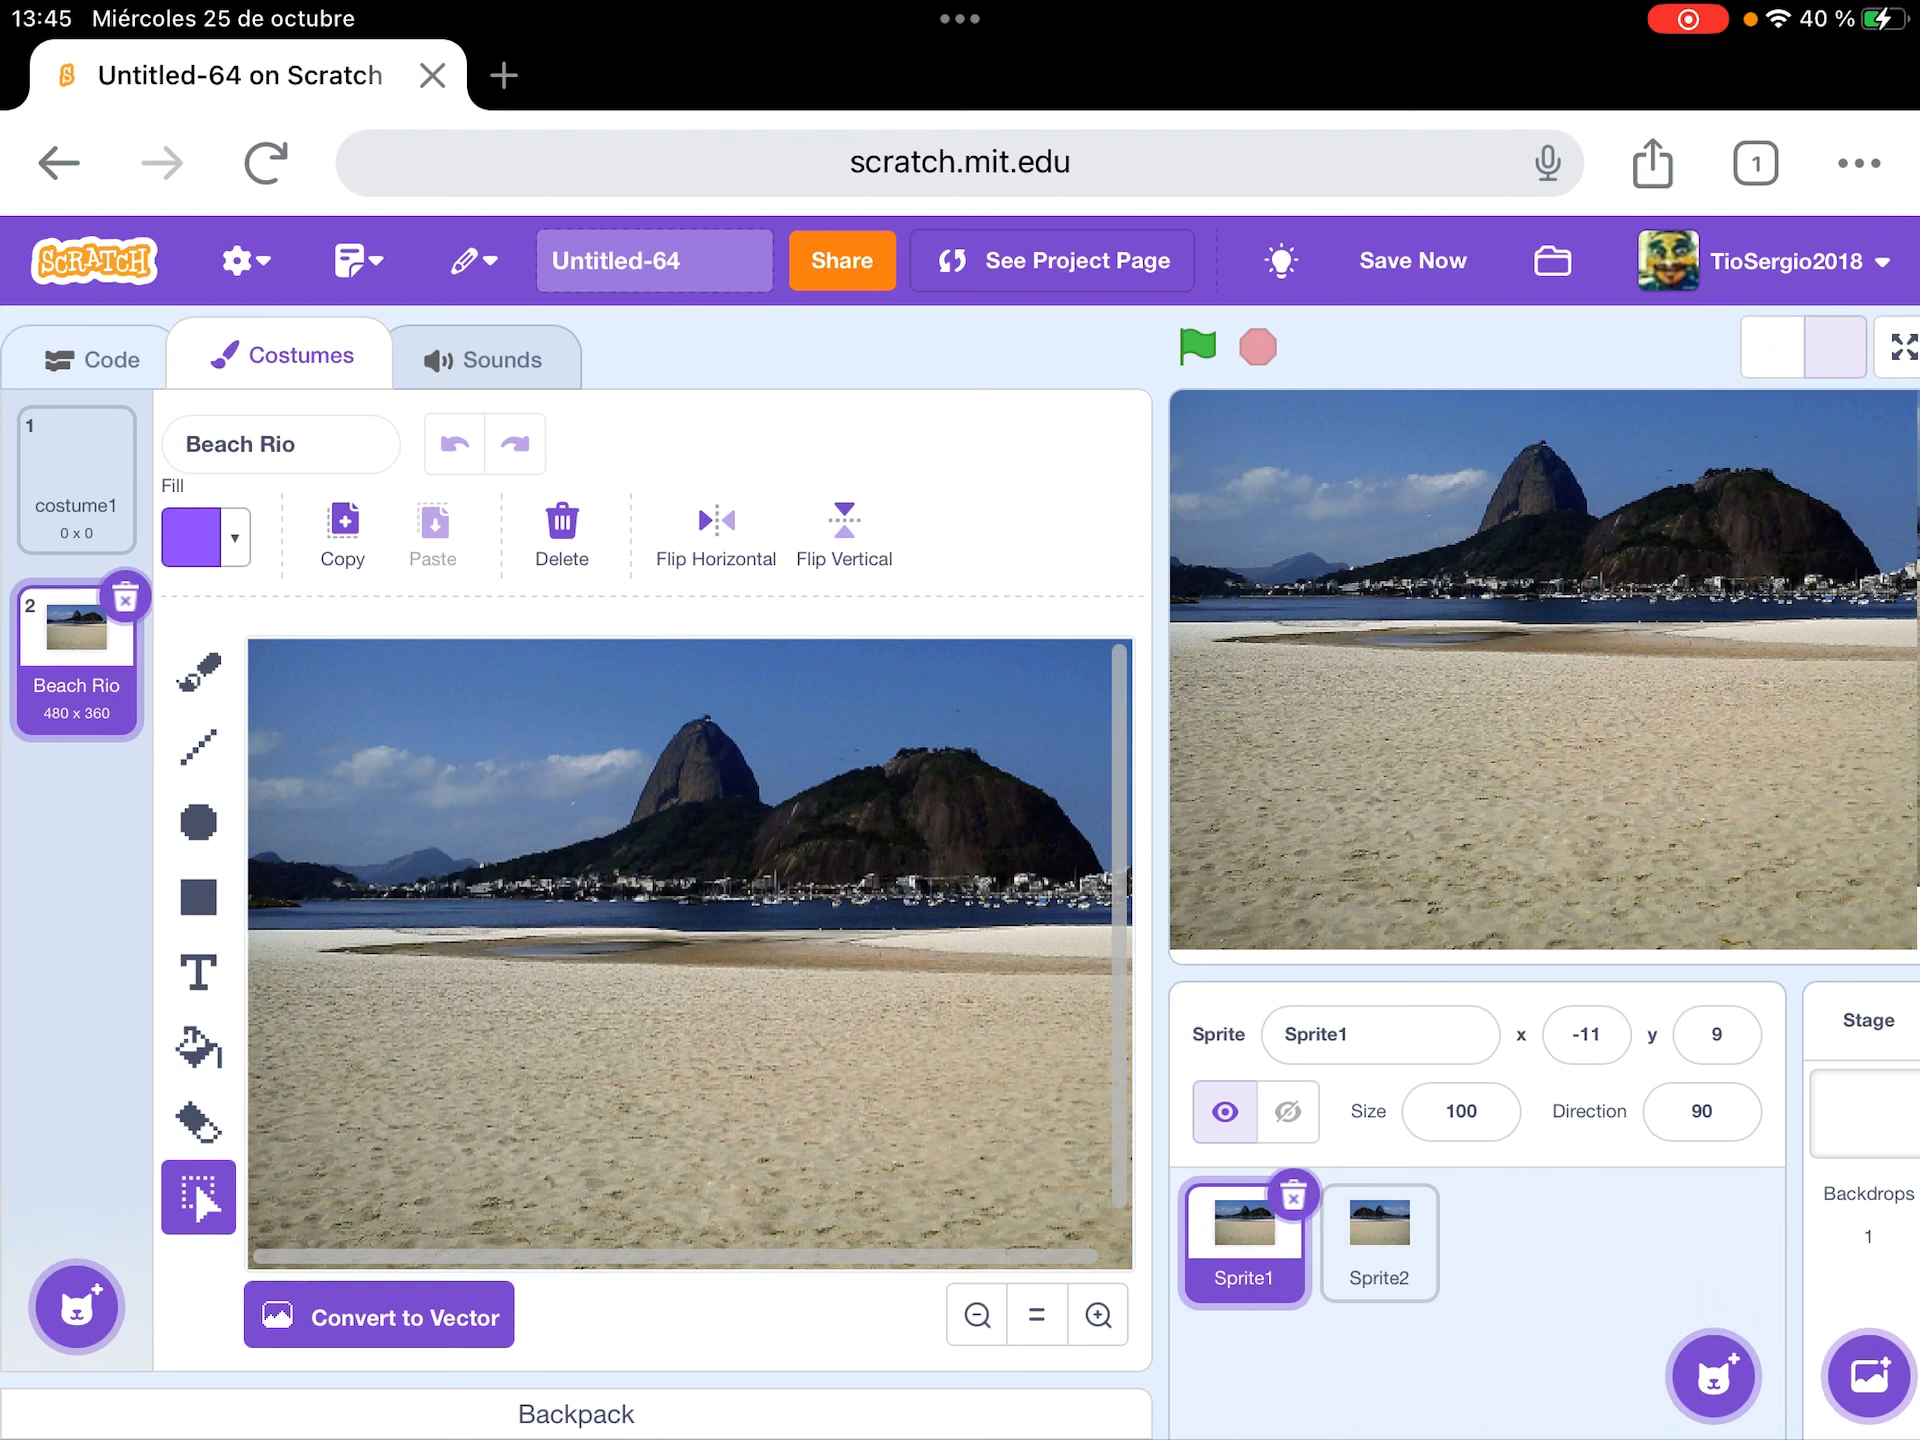 13:45 Miércoles 25 de octubre
40 %
Untitled-64 on Scratch
scratch.mit.edu
1
SCRATCH
Untitled-64
Share
See Project Page
Save Now
TioSergio2018
Code
Costumes
Sounds
1
costume1
0 x 0
2
Beach Rio
480 x 360
Beach Rio
Fill
Copy
Paste
Delete
Flip Horizontal
Flip Vertical
Convert to Vector
Backpack
Sprite
Sprite1
x
-11
y
9
Size
100
Direction
90
Sprite1
Sprite2
Stage
Backdrops
1